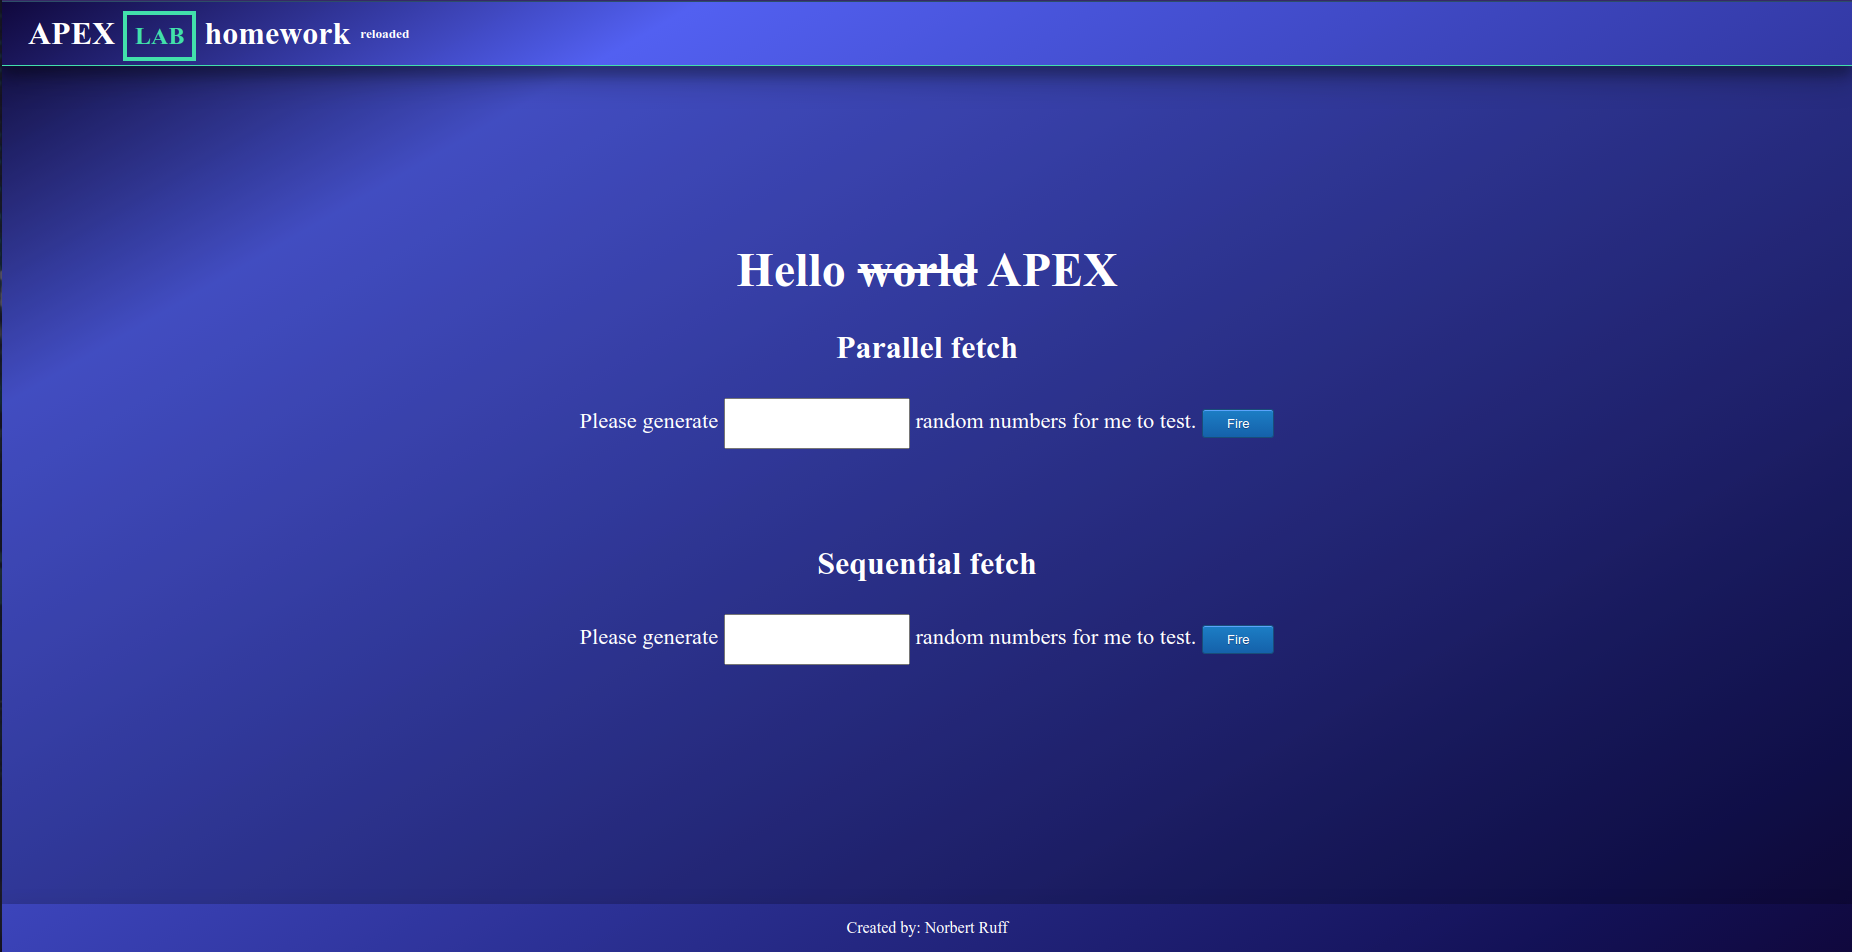 APEX LAB homework reloaded
Hello world APEX
Parallel fetch
Please generate random numbers for me to test. Fire
Sequential fetch
Please generate random numbers for me to test. Fire
Created by: Norbert Ruff